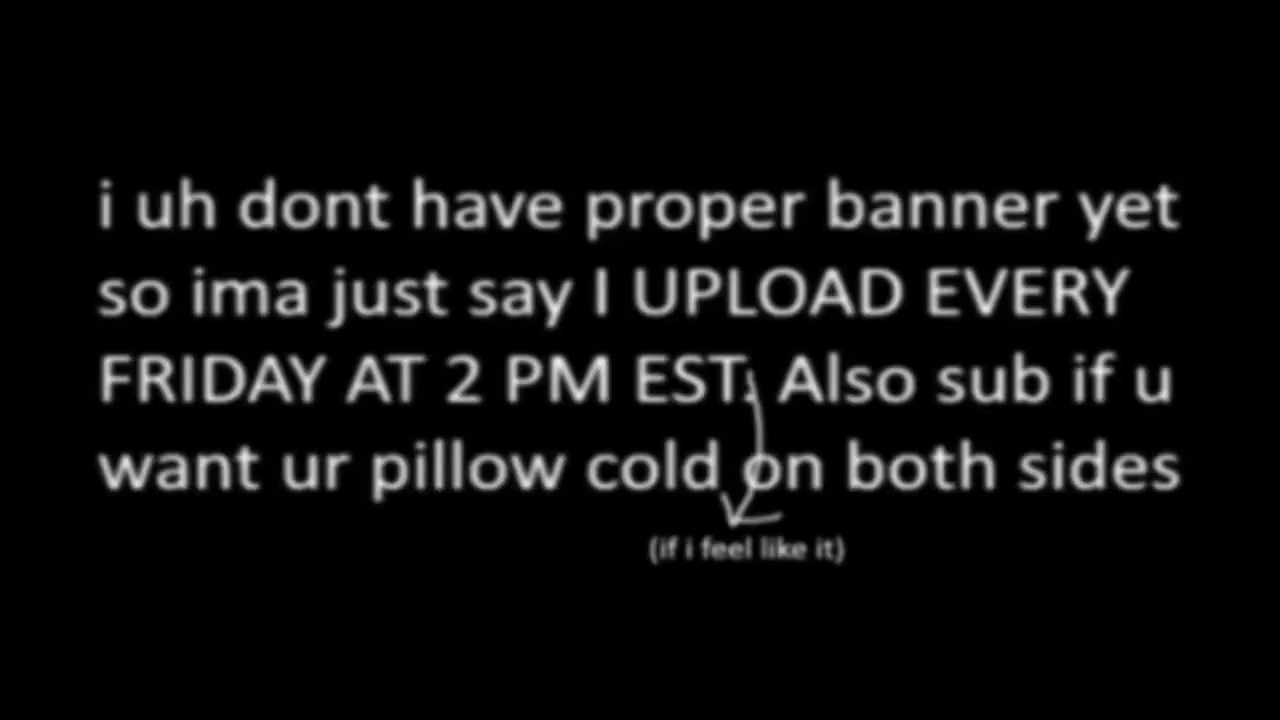 i uh dont have proper banner yet
so ima just say I UPLOAD EVERY
FRIDAY AT 2 PM EST. Also sub if u
want ur pillow cold on both sides
(if i feel like it)